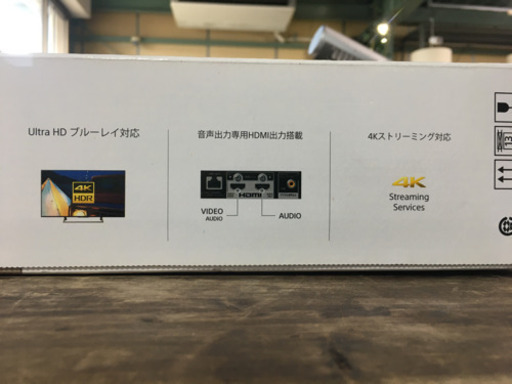 Ultra HD ブルーレイ対応
音声出力専用HDMI出力搭載
4Kストリーミング対応
4K
HDR
HDMI
VIDEO
AUDIO
AUDIO
4K
Streaming
Services